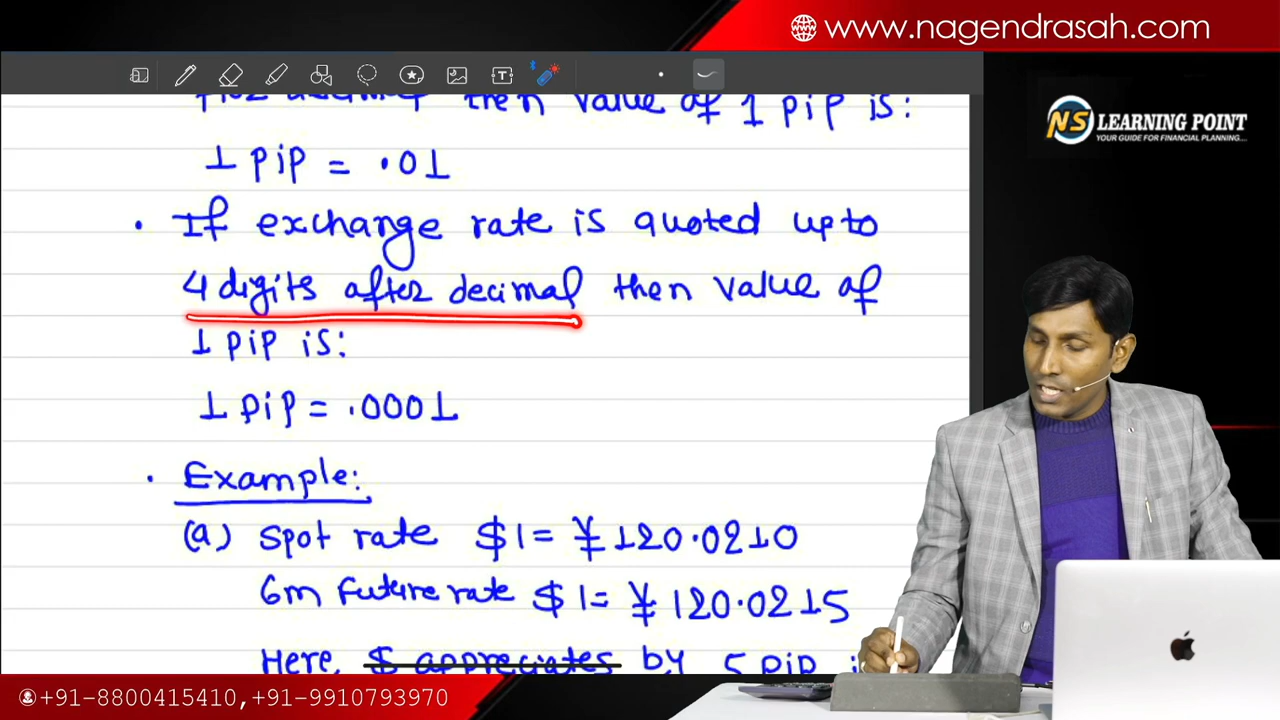 www.nagendrasah.com
NS LEARNING POINT
YOUR GUIDE FOR FINANCIAL PLANNING....
then value of 1 pip is:
1 pip = .01
• If exchange rate is quoted upto
4 digits after decimal then value of
1 pip is:
1 pip = .0001
• Example:
(a) Spot rate $1 = ¥120.0210
6m Future rate $1 = ¥120.0215
Here, $ appreciates by 5 pip
+91-8800415410,+91-9910793970